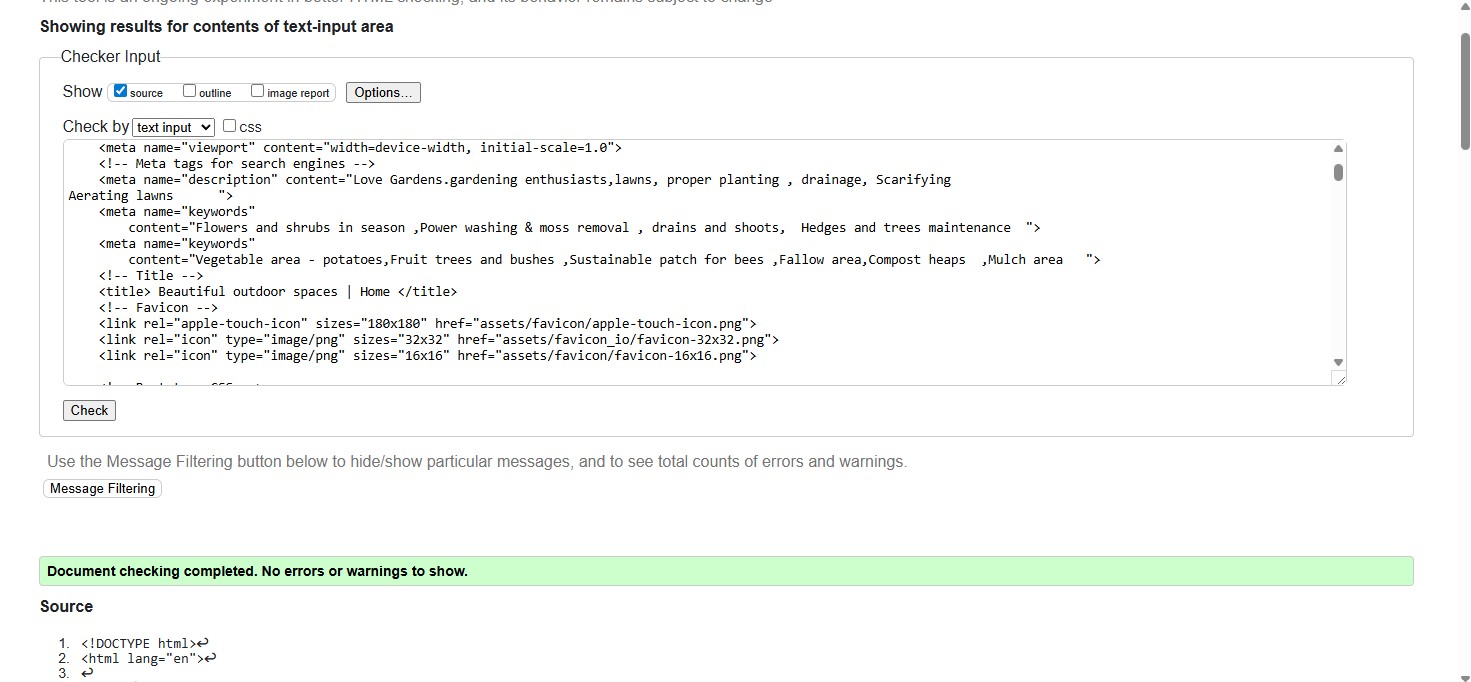 This tool is an ongoing experiment in better HTML checking, and its behavior remains subject to change
Showing results for contents of text-input area
Checker Input
Show source outline image report Options...
Check by text input css
<meta name="viewport" content="width=device-width, initial-scale=1.0">
<!-- Meta tags for search engines -->
<meta name="description" content="Love Gardens.gardening enthusiasts,lawns, proper planting , drainage, Scarifying
Aerating lawns      ">
<meta name="keywords"
content="Flowers and shrubs in season ,Power washing & moss removal , drains and shoots,  Hedges and trees maintenance  ">
<meta name="keywords"
content="Vegetable area - potatoes,Fruit trees and bushes ,Sustainable patch for bees ,Fallow area,Compost heaps  ,Mulch area   ">
<!-- Title -->
<title> Beautiful outdoor spaces | Home </title>
<!-- Favicon -->
<link rel="apple-touch-icon" sizes="180x180" href="assets/favicon/apple-touch-icon.png">
<link rel="icon" type="image/png" sizes="32x32" href="assets/favicon_io/favicon-32x32.png">
<link rel="icon" type="image/png" sizes="16x16" href="assets/favicon/favicon-16x16.png">
Check
Use the Message Filtering button below to hide/show particular messages, and to see total counts of errors and warnings.
Message Filtering
Document checking completed. No errors or warnings to show.
Source
1. <!DOCTYPE html>↩
2. <html lang="en">↩
3. ↩